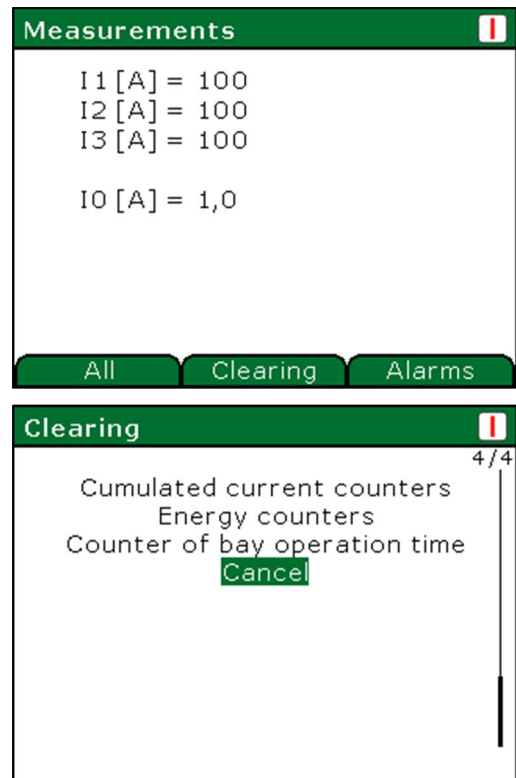 Measurements I
I1 [A] = 100
I2 [A] = 100
I3 [A] = 100
I0 [A] = 1,0
All Clearing Alarms
Clearing I
4/4
Cumulated current counters
Energy counters
Counter of bay operation time
Cancel